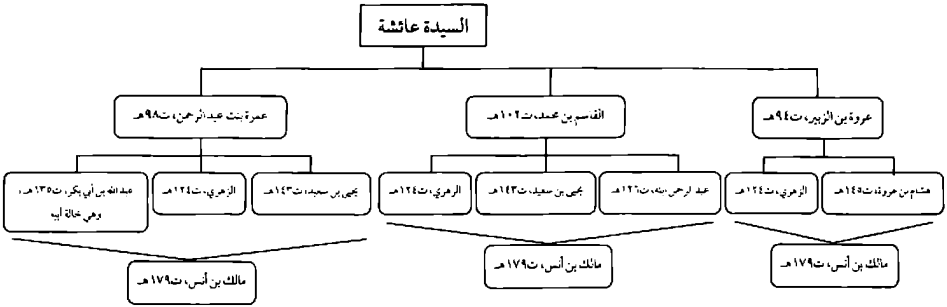 السيدة عائشة
عروة بن الزبير، ت٩٤هـ
القاسم بن محمد، ت١٠٢هـ
عمرة بنت عبد الرحمن، ت٩٨هـ
هشام بن عروة، ت١٤٥هـ
الزهري، ت١٢٤هـ
عبد الرحمن ابنه، ت١٢٦هـ
يحيى بن سعيد، ت١٤٣هـ
الزهري، ت١٢٤هـ
يحيى بن سعيد، ت١٤٣هـ
الزهري، ت١٢٤هـ
عبد الله بن أبي بكر، ت١٣٥هـ،
وهي خالة أبيه
مالك بن أنس، ت١٧٩هـ
مالك بن أنس، ت١٧٩هـ
مالك بن أنس، ت١٧٩هـ